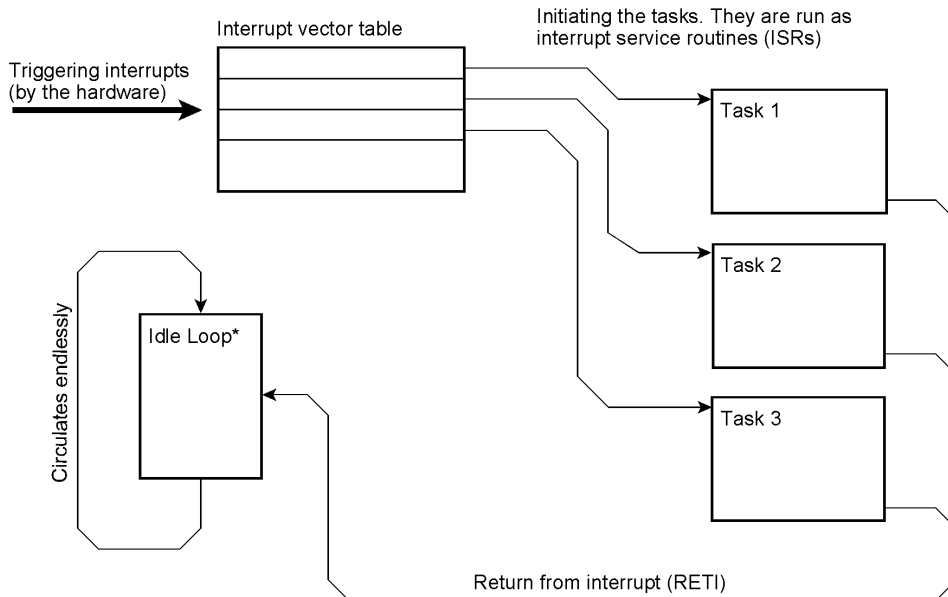 Initiating the tasks. They are run as
interrupt service routines (ISRs)
Interrupt vector table
Triggering interrupts
(by the hardware)
Task 1
Task 2
Circulates endlessly
Idle Loop*
Task 3
Return from interrupt (RETI)